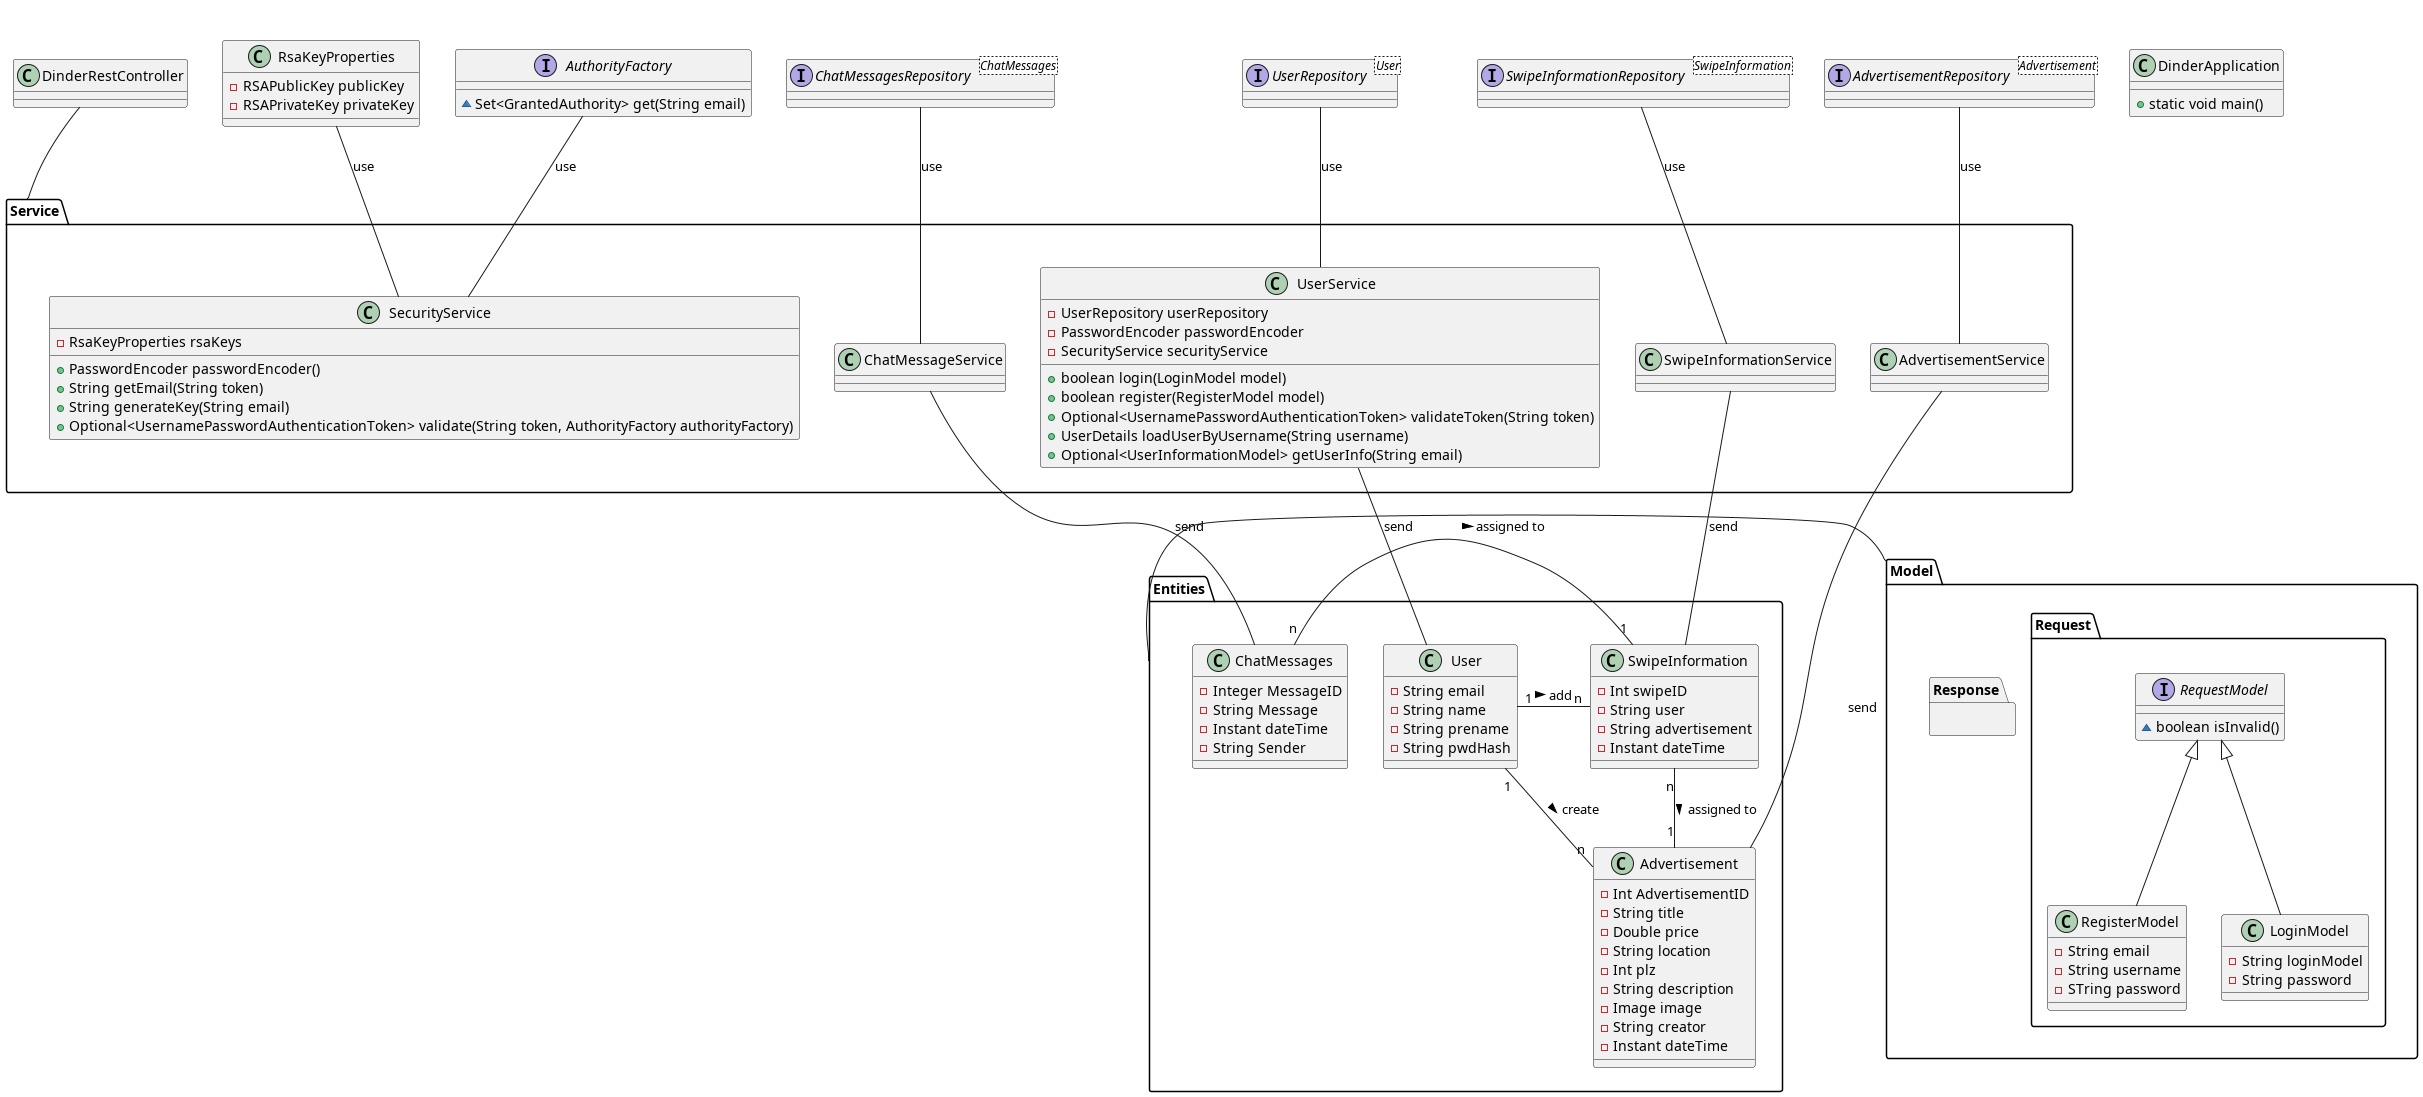 DinderRestController
RsaKeyProperties
RSAPublicKey publicKey
RSAPrivateKey privateKey
AuthorityFactory
Set<GrantedAuthority> get(String email)
ChatMessagesRepository
ChatMessages
UserRepository
User
SwipeInformationRepository
SwipeInformation
AdvertisementRepository
Advertisement
DinderApplication
static void main()
use
use
use
use
use
use
Service
SecurityService
RsaKeyProperties rsaKeys
PasswordEncoder passwordEncoder()
String getEmail(String token)
String generateKey(String email)
Optional<UsernamePasswordAuthenticationToken> validate(String token, AuthorityFactory authorityFactory)
ChatMessageService
UserService
UserRepository userRepository
PasswordEncoder passwordEncoder
SecurityService securityService
boolean login(LoginModel model)
boolean register(RegisterModel model)
Optional<UsernamePasswordAuthenticationToken> validateToken(String token)
UserDetails loadUserByUsername(String username)
Optional<UserInformationModel> getUserInfo(String email)
SwipeInformationService
AdvertisementService
send
send
assigned to
send
send
Entities
n
1
ChatMessages
Integer MessageID
String Message
Instant dateTime
String Sender
User
String email
String name
String prename
String pwdHash
1
add
n
SwipeInformation
Int swipeID
String user
String advertisement
Instant dateTime
1
create
n
n
assigned to
1
Advertisement
Int AdvertisementID
String title
Double price
String location
Int plz
String description
Image image
String creator
Instant dateTime
Model
Response
Request
RequestModel
boolean isInvalid()
RegisterModel
String email
String username
STring password
LoginModel
String loginModel
String password